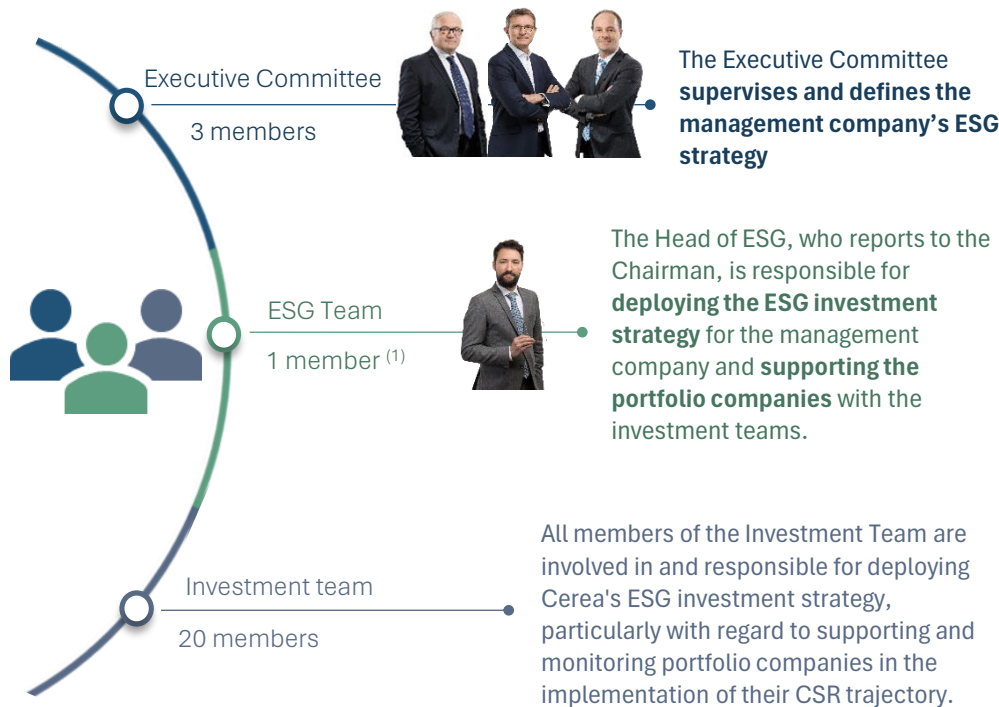 Executive Committee
3 members
The Executive Committee
supervises and defines the
management company’s ESG
strategy
ESG Team
1 member (1)
The Head of ESG, who reports to the
Chairman, is responsible for
deploying the ESG investment
strategy for the management
company and supporting the
portfolio companies with the
investment teams.
Investment team
20 members
All members of the Investment Team are
involved in and responsible for deploying
Cerea's ESG investment strategy,
particularly with regard to supporting and
monitoring portfolio companies in the
implementation of their CSR trajectory.